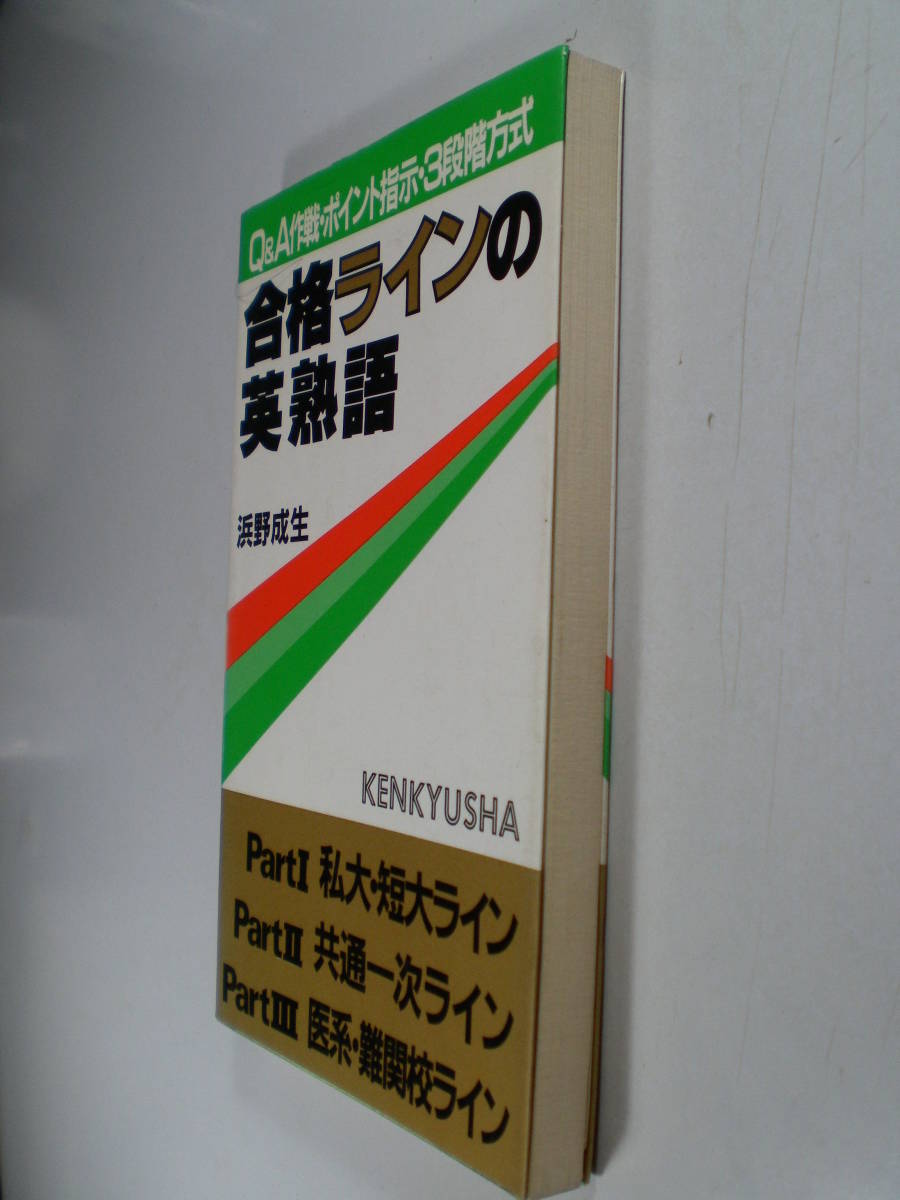 Q&A作戦・ポイント指示・3段階方式
合格ラインの
英熟語
浜野成生
KENKYUSHA
PartI 私大・短大ライン
PartII 共通一次ライン
PartIII 医系・難関校ライン